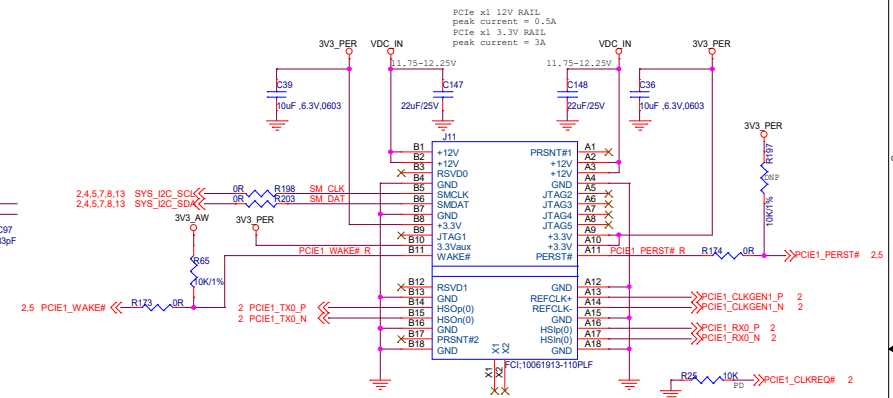 PCIe x1 12V RAIL
peak current = 0.5A
PCIe x1 3.3V RAIL
peak current = 3A
3V3_PER VDC_IN VDC_IN 3V3_PER
11.75-12.25V 11.75-12.25V
C39 C147 C148 C36
10uF ,6.3V,0603 22uF/25V 22uF/25V 10uF ,6.3V,0603
3V3_PER
J11
B1 +12V PRSNT#1 A1
B2 +12V +12V A2
B3 RSVD0 +12V A3
B4 GND GND A4
2,4,5,7,8,13 SYS_I2C_SCL 0R R198 SM_CLK B5 SMCLK JTAG2 A5
2,4,5,7,8,13 SYS_I2C_SDA 0R R203 SM_DAT B6 SMDAT JTAG3 A6
B7 GND JTAG4 A7
B8 +3.3V JTAG5 A8
B9 JTAG1 +3.3V A9
B10 3.3Vaux +3.3V A10
PCIE1_WAKE#_R B11 WAKE# PERST# A11 PCIE1_PERST#_R R174 0R PCIE1_PERST# 2,5
R197
DNP
10K/1%
C97
33pF
3V3_AW 3V3_PER
R65
10K/1%
B12 RSVD1 GND A12
B13 GND REFCLK+ A13 PCIE1_CLKGEN1_P 2
2,5 PCIE1_WAKE# R173 0R 2 PCIE1_TX0_P B14 HSOp(0) REFCLK- A14 PCIE1_CLKGEN1_N 2
2 PCIE1_TX0_N B15 HSOn(0) GND A15
B16 GND HSIp(0) A16 PCIE1_RX0_P 2
B17 PRSNT#2 HSIn(0) A17 PCIE1_RX0_N 2
B18 GND GND A18
X1 X2
FCI;10061913-110PLF
X1 X2
R25 10K PCIE1_CLKREQ# 2
PD